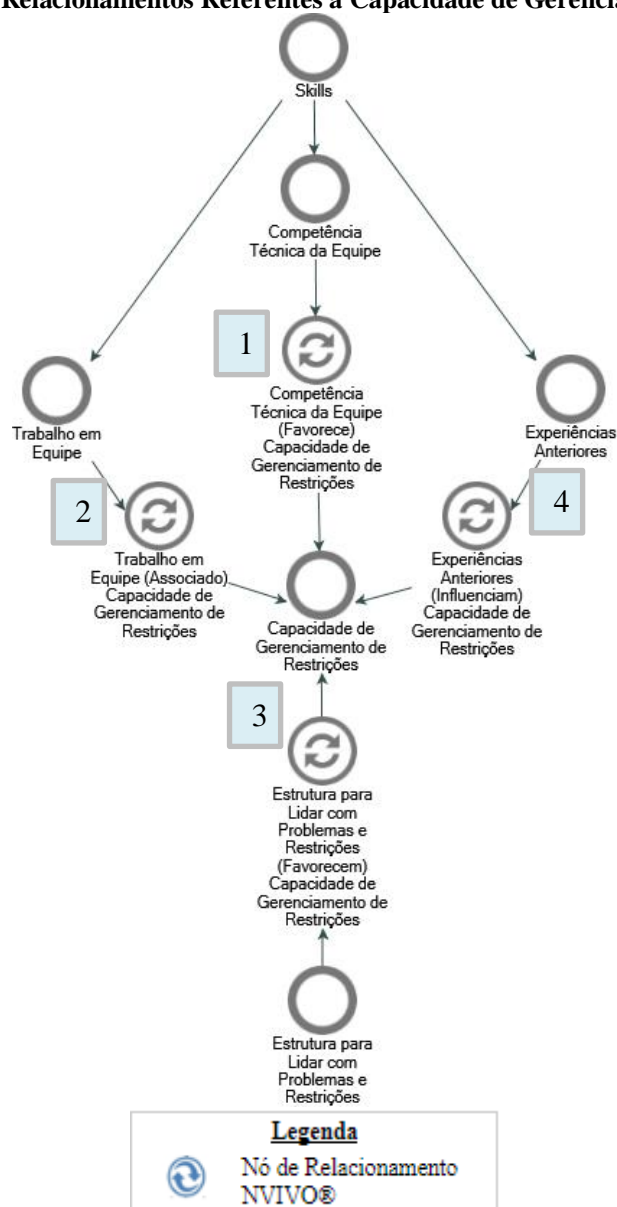 Relacionamentos Referentes à Capacidade de Gerencia
Skills
Competência
Técnica da Equipe
1
Competência
Técnica da Equipe
(Favorece)
Capacidade de
Gerenciamento de
Restrições
Trabalho em
Equipe
Experiências
Anteriores
2
4
Trabalho em
Equipe (Associado)
Capacidade de
Gerenciamento de
Restrições
Experiências
Anteriores
(Influenciam)
Capacidade de
Gerenciamento de
Restrições
Capacidade de
Gerenciamento de
Restrições
3
Estrutura para
Lidar com
Problemas e
Restrições
(Favorecem)
Capacidade de
Gerenciamento de
Restrições
Estrutura para
Lidar com
Problemas e
Restrições
Legenda
Nó de Relacionamento
NVIVO®